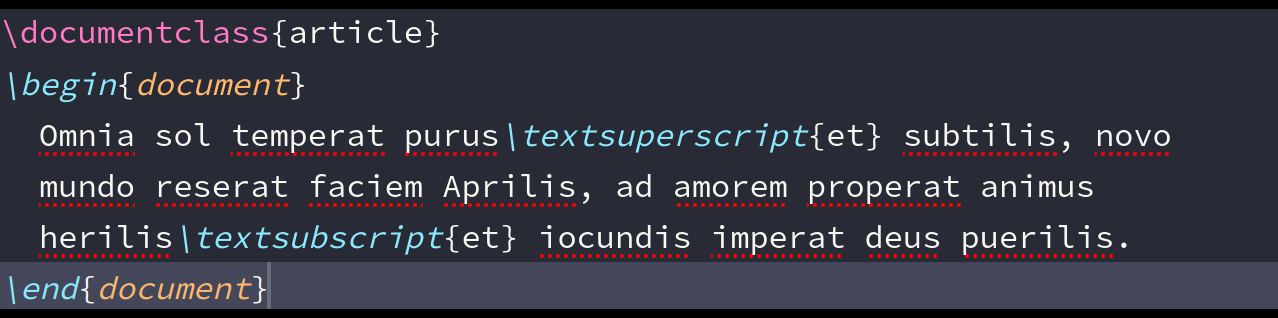 \documentclass{article}
\begin{document}
Omnia sol temperat purus\textsuperscript{et} subtilis, novo
mundo reserat faciem Aprilis, ad amorem properat animus
herilis\textsubscript{et} iocundis imperat deus puerilis.
\end{document}